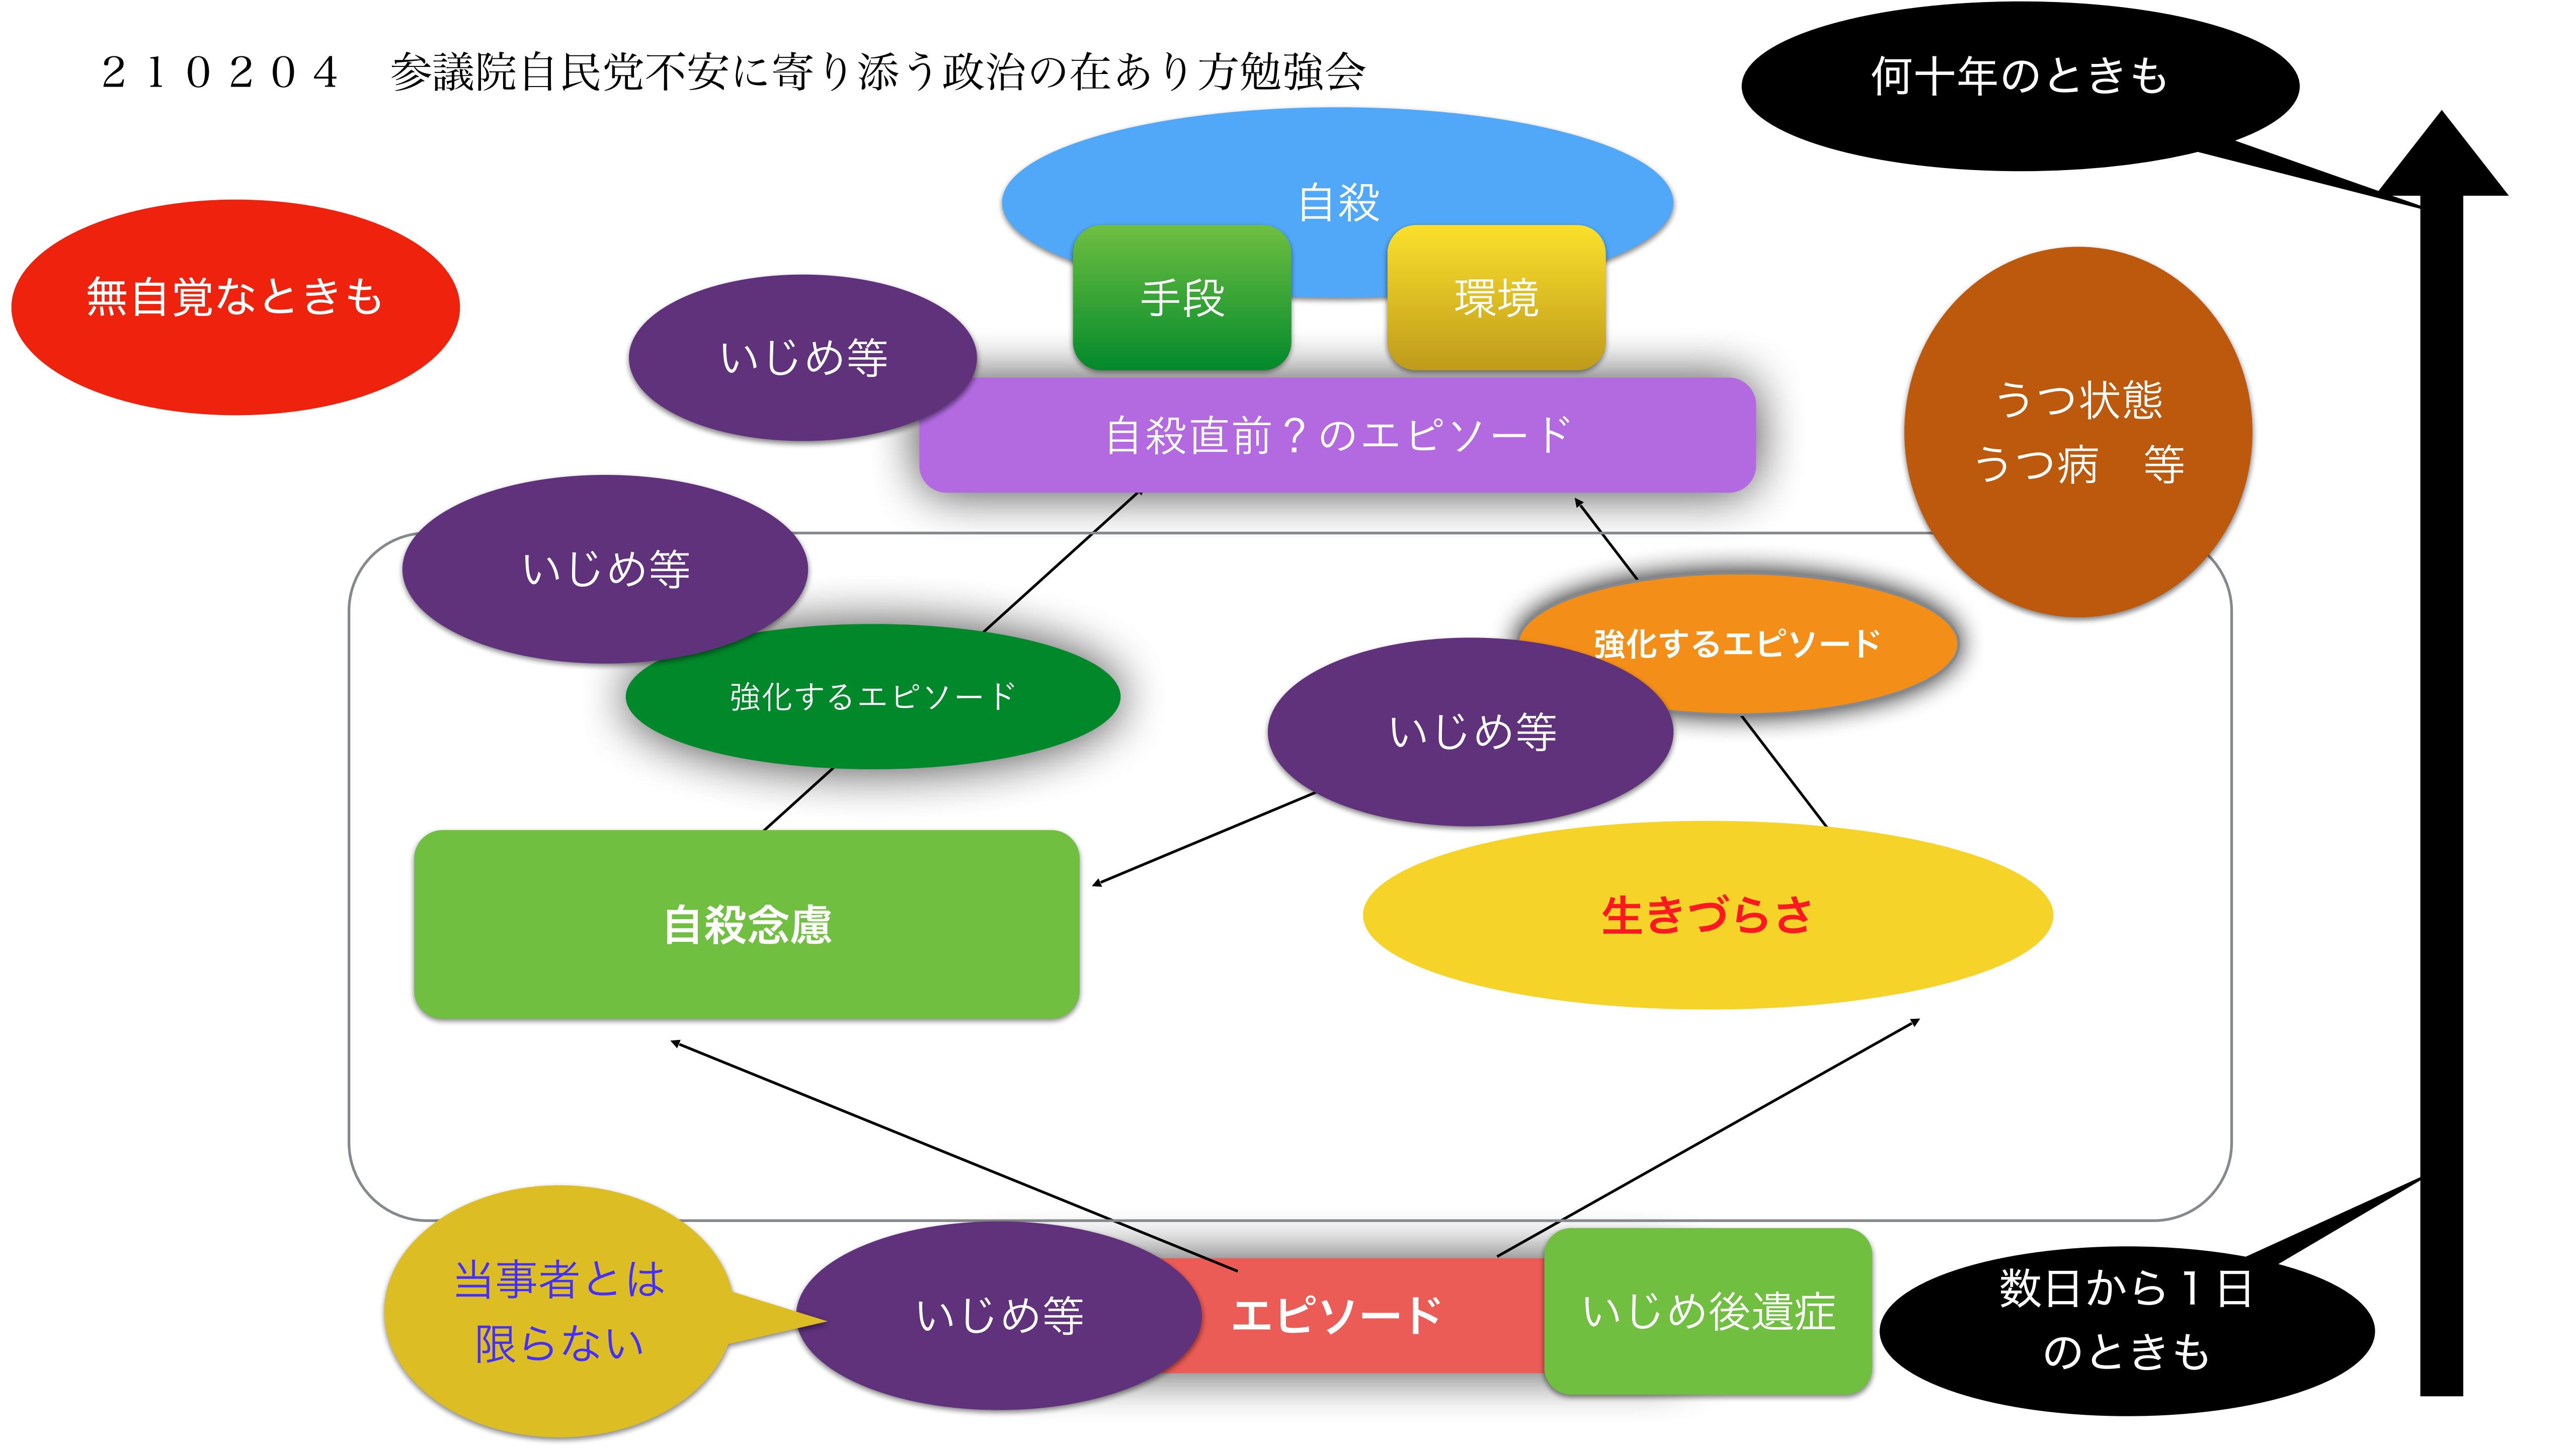 ２１０２０４　参議院自民党不安に寄り添う政治の在あり方勉強会
何十年のときも
自殺
無自覚なときも
手段
環境
いじめ等
自殺直前？のエピソード
うつ状態
うつ病　等
いじめ等
強化するエピソード
強化するエピソード
いじめ等
自殺念慮
生きづらさ
当事者とは
限らない
いじめ等
エピソード
いじめ後遺症
数日から１日
のときも